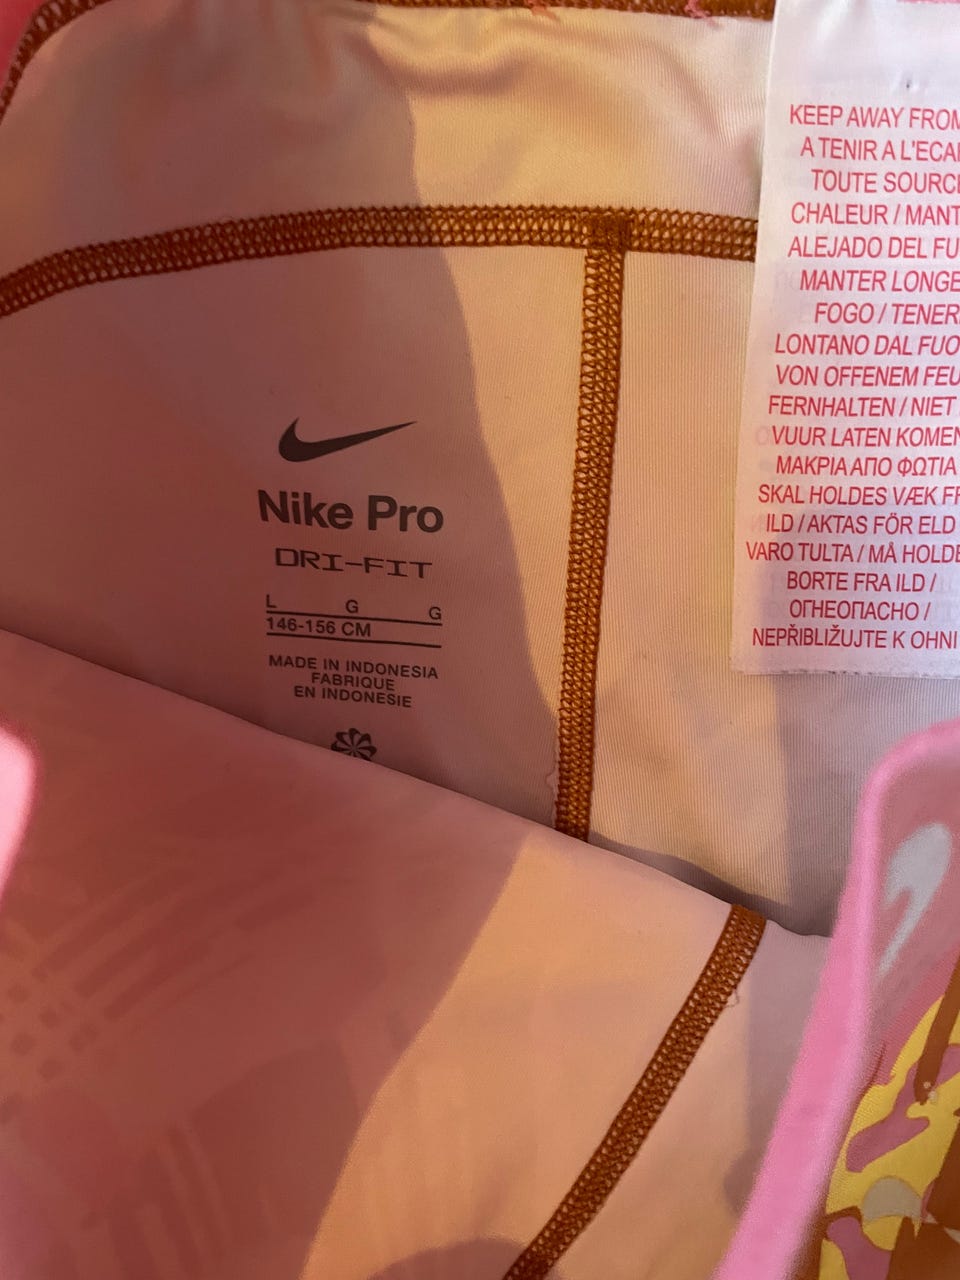 Nike Pro
DRI-FIT
L G G
146-156 CM
MADE IN INDONESIA
FABRIQUE
EN INDONESIE
KEEP AWAY FROM
A TENIR A L'ECA
TOUTE SOURCE
CHALEUR / MANT
ALEJADO DEL FU
MANTER LONGE
FOGO / TENER
LONTANO DAL FUO
VON OFFENEM FEU
FERNHALTEN / NIET
VUUR LATEN KOMEN
ΜΑΚΡΙΑ ΑΠΟ ΦΩΤΙΑ
SKAL HOLDES VÆK FR
ILD / AKTAS FÖR ELD
VARO TULTA / MÅ HOLDE
BORTE FRA ILD /
ОГНЕОПАСНО /
NEPŘIBLIŽUJTE K OHNI